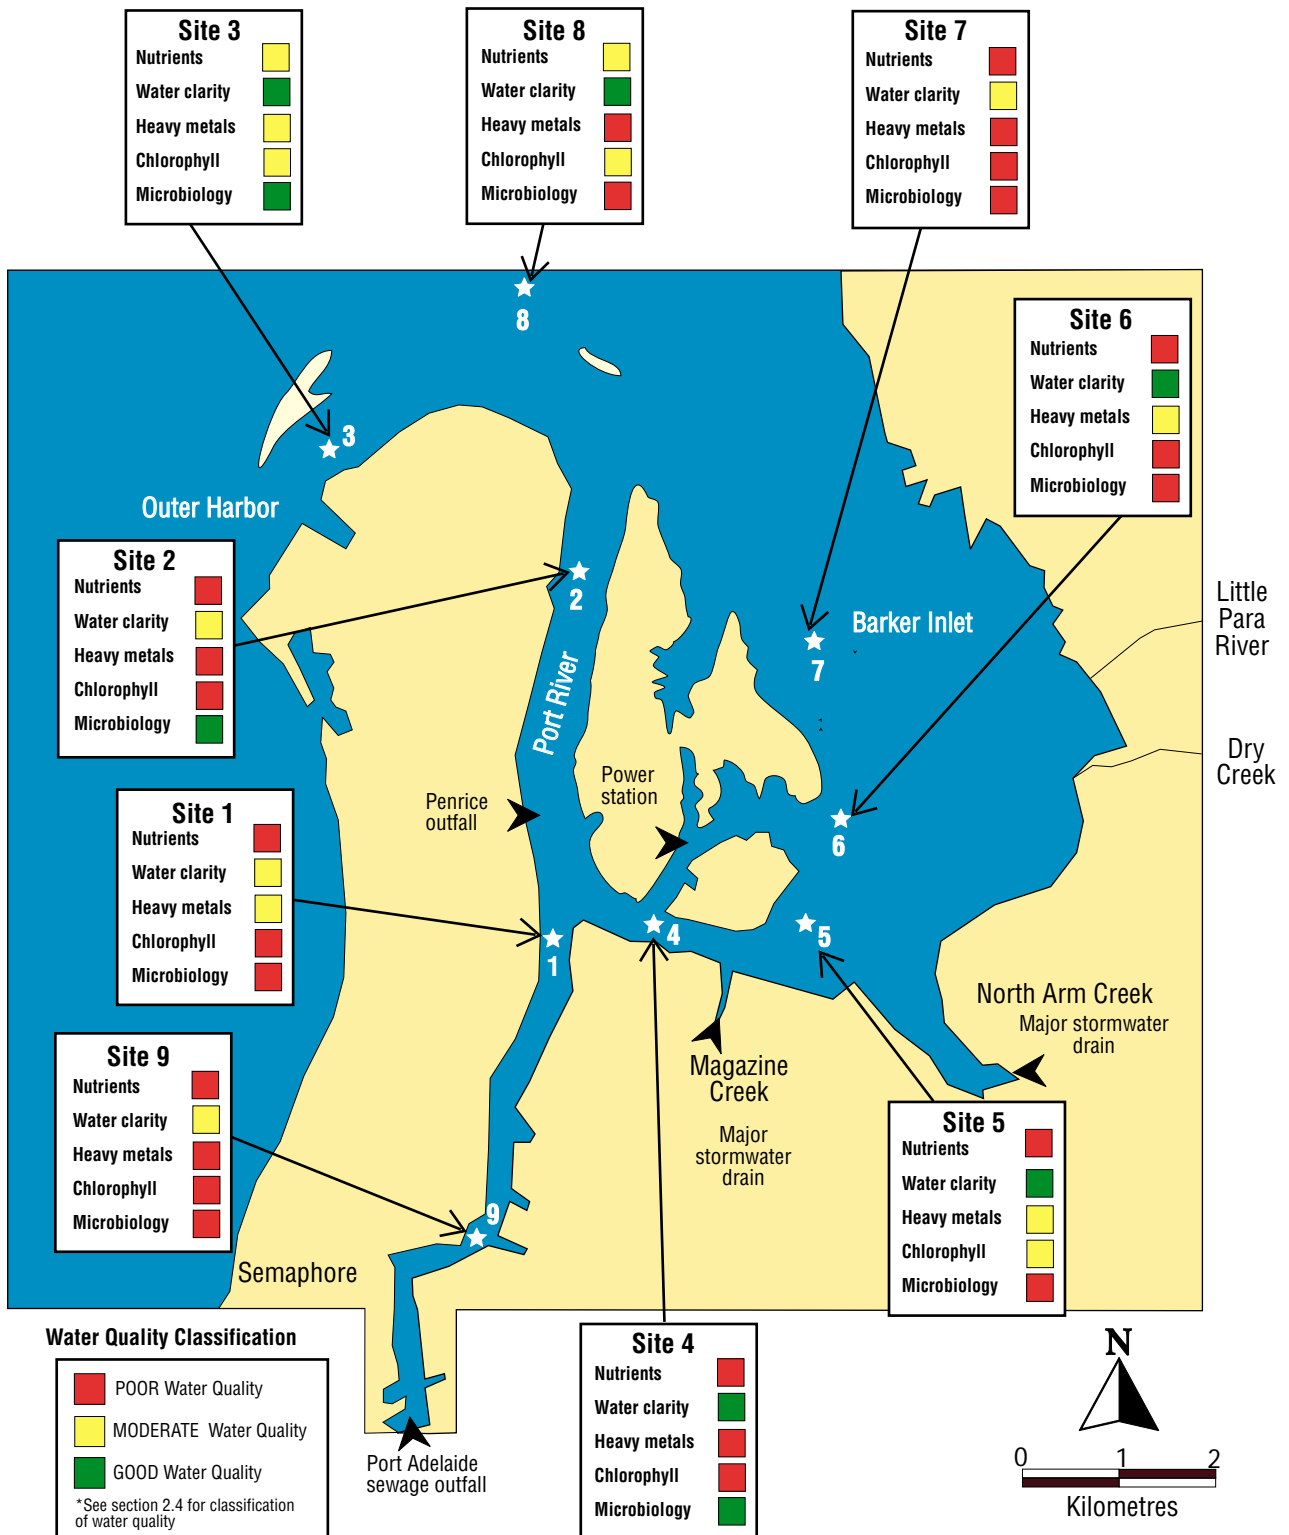 Site 3
Nutrients
Water clarity
Heavy metals
Chlorophyll
Microbiology
Site 8
Nutrients
Water clarity
Heavy metals
Chlorophyll
Microbiology
Site 7
Nutrients
Water clarity
Heavy metals
Chlorophyll
Microbiology
8
Site 6
Nutrients
Water clarity
Heavy metals
Chlorophyll
Microbiology
3
Outer Harbor
Site 2
Nutrients
Water clarity
Heavy metals
Chlorophyll
Microbiology
2
Port River
Barker Inlet
7
Little
Para
River
Dry
Creek
Power
station
Penrice
outfall
Site 1
Nutrients
Water clarity
Heavy metals
Chlorophyll
Microbiology
6
1
4
5
North Arm Creek
Major stormwater
drain
Magazine
Creek
Major
stormwater
drain
Site 9
Nutrients
Water clarity
Heavy metals
Chlorophyll
Microbiology
9
Site 5
Nutrients
Water clarity
Heavy metals
Chlorophyll
Microbiology
Semaphore
Water Quality Classification
POOR Water Quality
MODERATE Water Quality
GOOD Water Quality
*See section 2.4 for classification
of water quality
Port Adelaide
sewage outfall
Site 4
Nutrients
Water clarity
Heavy metals
Chlorophyll
Microbiology
N
0 1 2
Kilometres